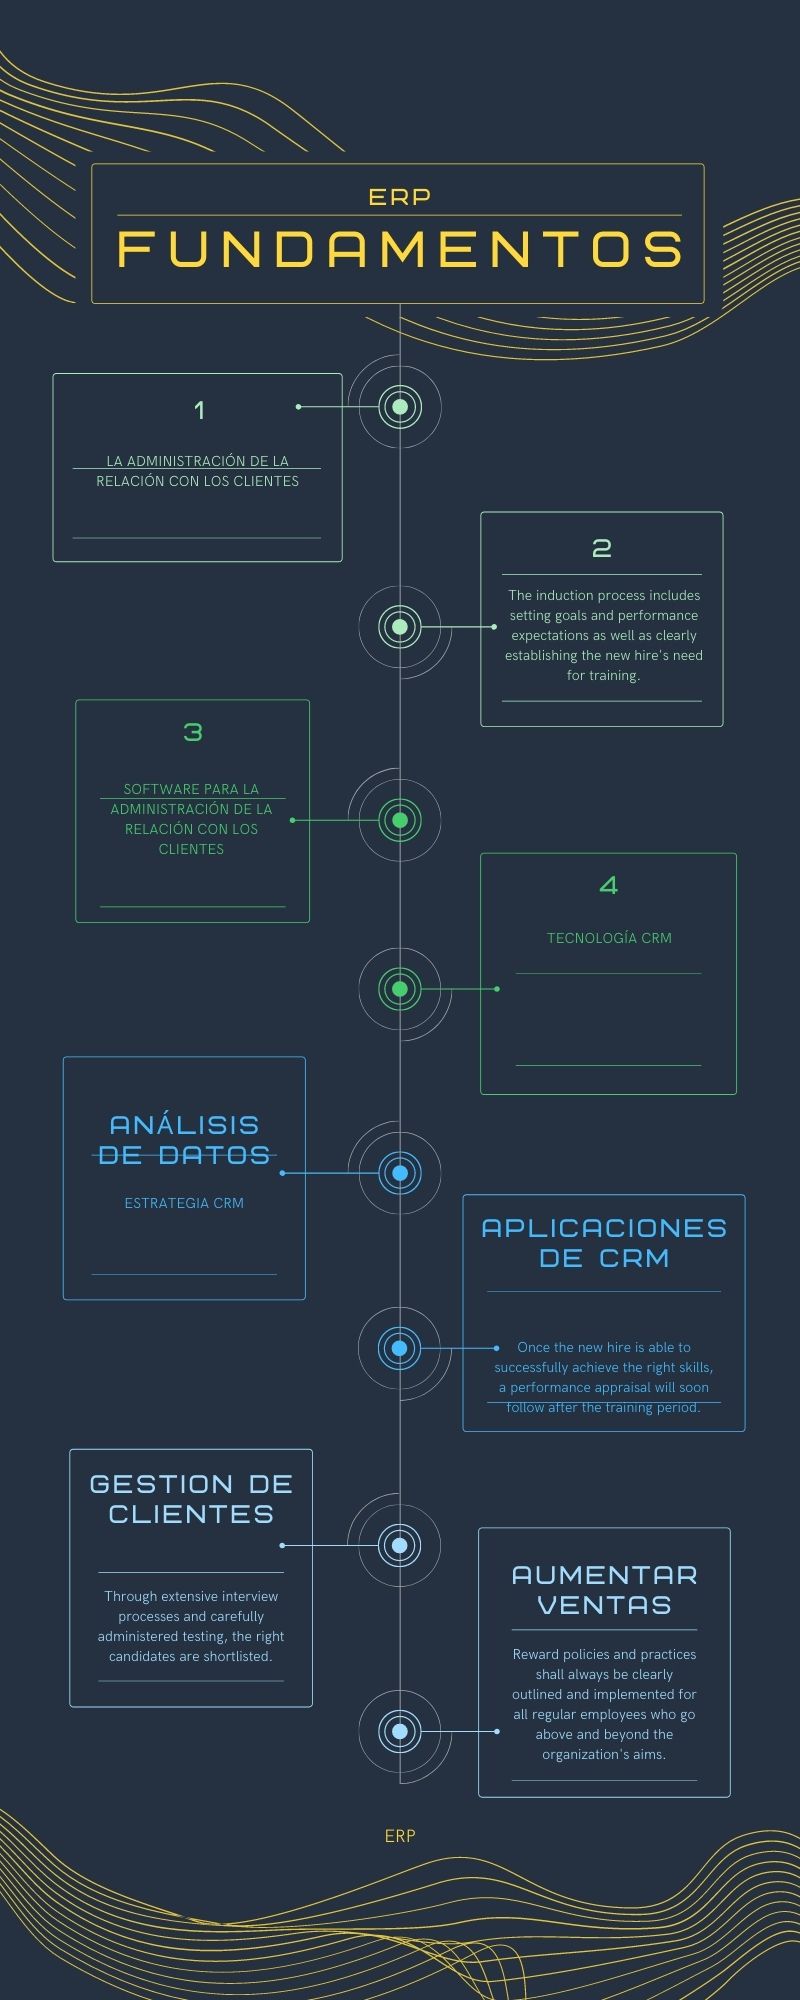 ERP
FUNDAMENTOS
1
LA ADMINISTRACIÓN DE LA
RELACIÓN CON LOS CLIENTES
2
The induction process includes
setting goals and performance
expectations as well as clearly
establishing the new hire's need
for training.
3
SOFTWARE PARA LA
ADMINISTRACIÓN DE LA
RELACIÓN CON LOS
CLIENTES
4
TECNOLOGÍA CRM
ANÁLISIS
DE DATOS
ESTRATEGIA CRM
APLICACIONES
DE CRM
Once the new hire is able to
successfully achieve the right skills,
a performance appraisal will soon
follow after the training period.
GESTION DE
CLIENTES
Through extensive interview
processes and carefully
administered testing, the right
candidates are shortlisted.
AUMENTAR
VENTAS
Reward policies and practices
shall always be clearly
outlined and implemented for
all regular employees who go
above and beyond the
organization's aims.
ERP